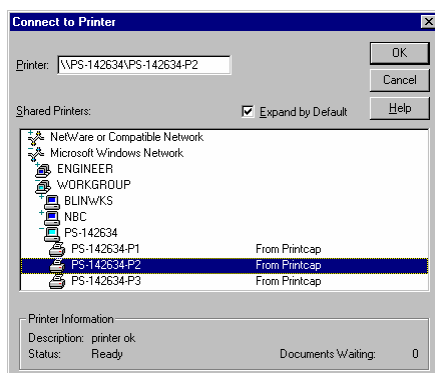 Connect to Printer
Printer: \\PS-142634\PS-142634-P2
OK
Cancel
Shared Printers:
Expand by Default
Help
NetWare or Compatible Network
Microsoft Windows Network
ENGINEER
WORKGROUP
BLINWKS
NBC
PS-142634
PS-142634-P1 From Printcap
PS-142634-P2 From Printcap
PS-142634-P3 From Printcap
Printer Information
Description: printer ok
Status: Ready Documents Waiting: 0